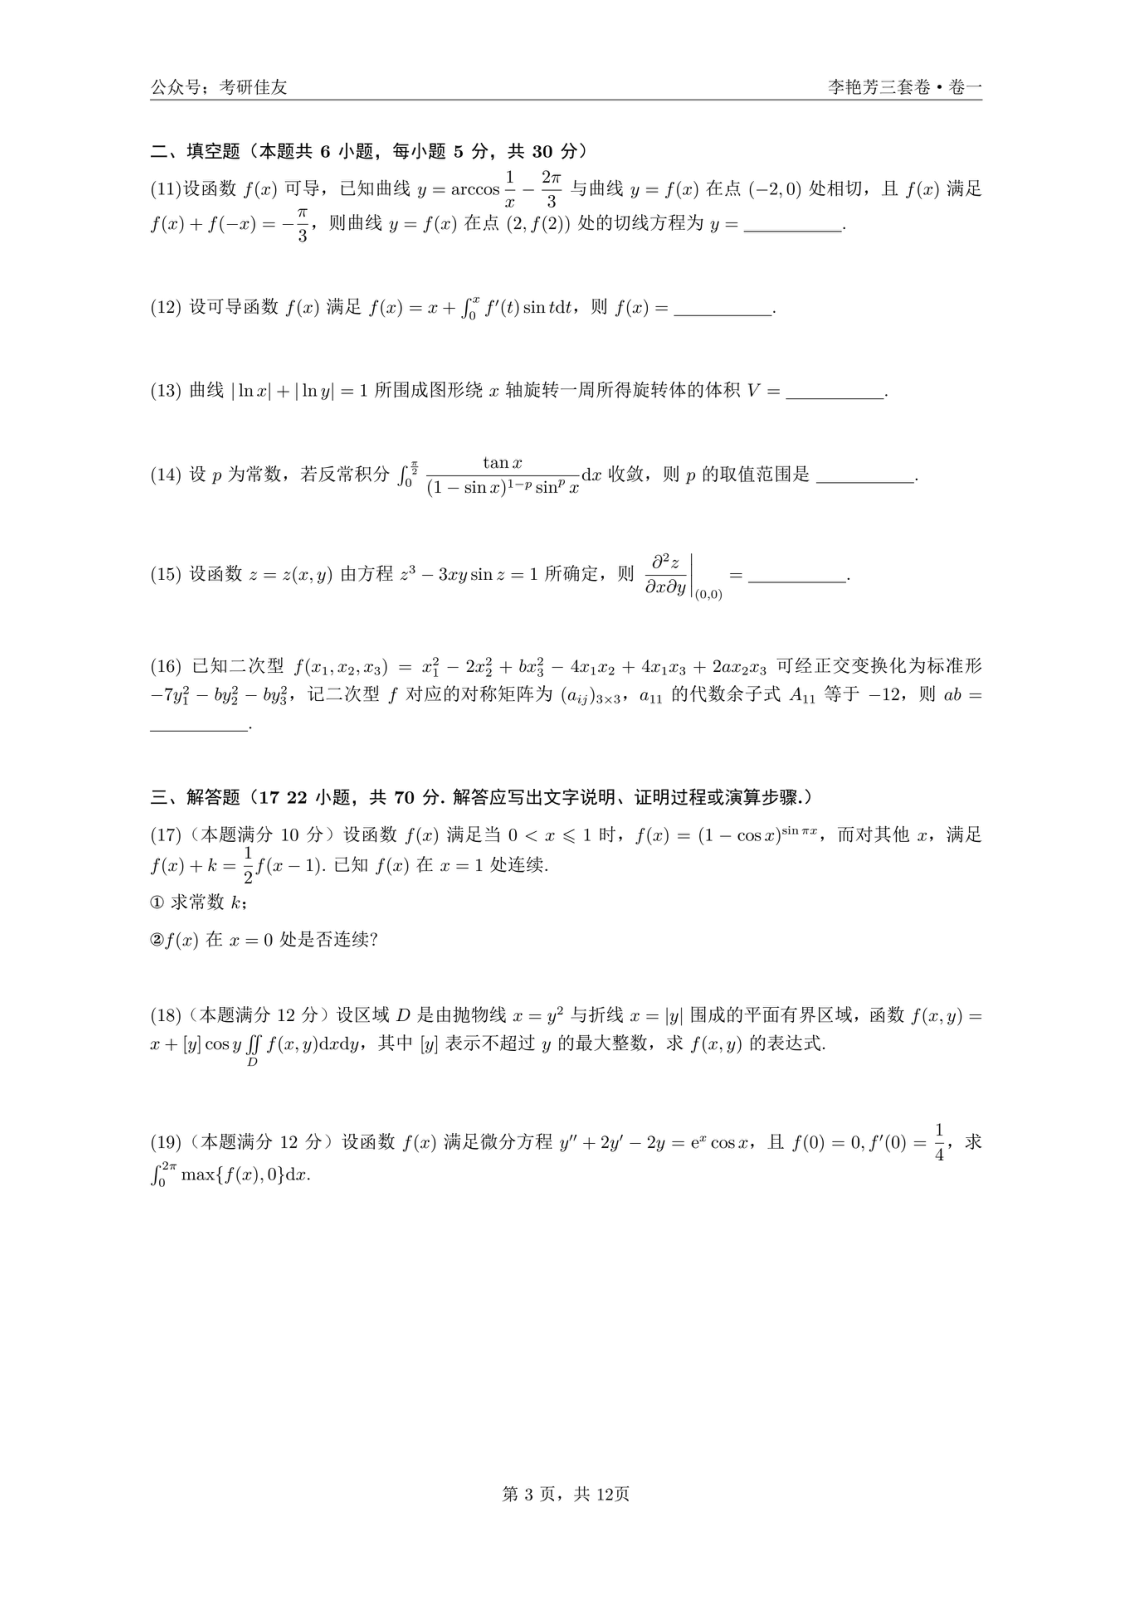 公众号；考研佳友 李艳芳三套卷·卷一
二、填空题（本题共 6 小题，每小题 5 分，共 30 分）
(11)设函数 f(x) 可导，已知曲线 y = arccos 1/x − 2π/3 与曲线 y = f(x) 在点 (−2, 0) 处相切，且 f(x) 满足
f(x) + f(−x) = −π/3，则曲线 y = f(x) 在点 (2, f(2)) 处的切线方程为 y = ________.
(12) 设可导函数 f(x) 满足 f(x) = x + ∫₀ˣ f′(t) sin tdt，则 f(x) = ________.
(13) 曲线 | ln x| + | ln y| = 1 所围成图形绕 x 轴旋转一周所得旋转体的体积 V = ________.
(14) 设 p 为常数，若反常积分 ∫₀^{π/2} tan x/((1 − sin x)^{1−p} sin^p x) dx 收敛，则 p 的取值范围是 ________.
(15) 设函数 z = z(x, y) 由方程 z³ − 3xy sin z = 1 所确定，则 ∂²z/∂x∂y|_(0,0) = ________.
(16) 已知二次型 f(x₁, x₂, x₃) = x₁² − 2x₂² + bx₃² − 4x₁x₂ + 4x₁x₃ + 2ax₂x₃ 可经正交变换化为标准形
−7y₁² − by₂² − by₃²，记二次型 f 对应的对称矩阵为 (a_ij)₃ₓ₃，a₁₁ 的代数余子式 A₁₁ 等于 −12，则 ab =
________.
三、解答题（17 22 小题，共 70 分. 解答应写出文字说明、证明过程或演算步骤.）
(17)（本题满分 10 分）设函数 f(x) 满足当 0 < x ⩽ 1 时，f(x) = (1 − cos x)^{sin πx}，而对其他 x，满足
f(x) + k = 1/2 f(x − 1). 已知 f(x) 在 x = 1 处连续.
① 求常数 k;
②f(x) 在 x = 0 处是否连续?
(18)（本题满分 12 分）设区域 D 是由抛物线 x = y² 与折线 x = |y| 围成的平面有界区域，函数 f(x, y) =
x + [y] cos y ∬_D f(x, y)dxdy，其中 [y] 表示不超过 y 的最大整数，求 f(x, y) 的表达式.
(19)（本题满分 12 分）设函数 f(x) 满足微分方程 y″ + 2y′ − 2y = eˣ cos x，且 f(0) = 0, f′(0) = 1/4，求
∫₀^{2π} max{f(x), 0}dx.
第 3 页，共 12页